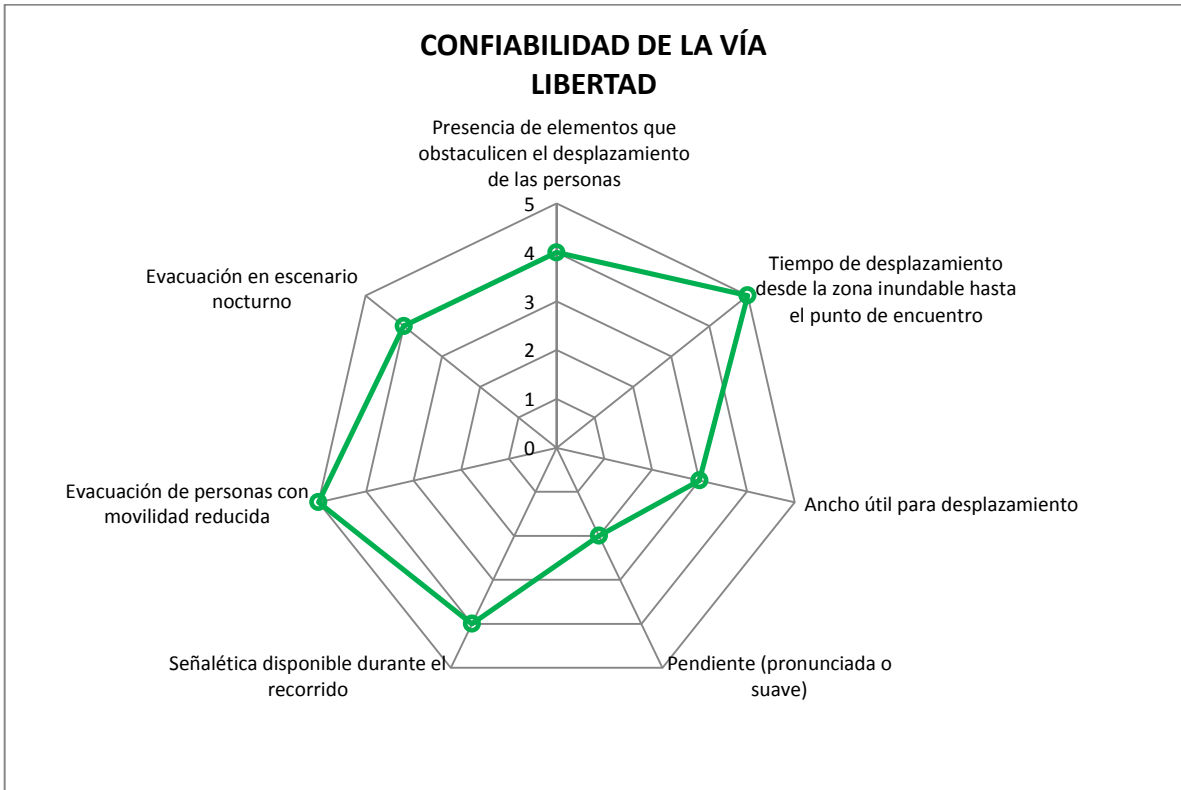 CONFIABILIDAD DE LA VÍA
LIBERTAD
Presencia de elementos que
obstaculicen el desplazamiento
de las personas
Tiempo de desplazamiento
desde la zona inundable hasta
el punto de encuentro
Ancho útil para desplazamiento
Pendiente (pronunciada o
suave)
Señalética disponible durante el
recorrido
Evacuación de personas con
movilidad reducida
Evacuación en escenario
nocturno
5
4
3
2
1
0